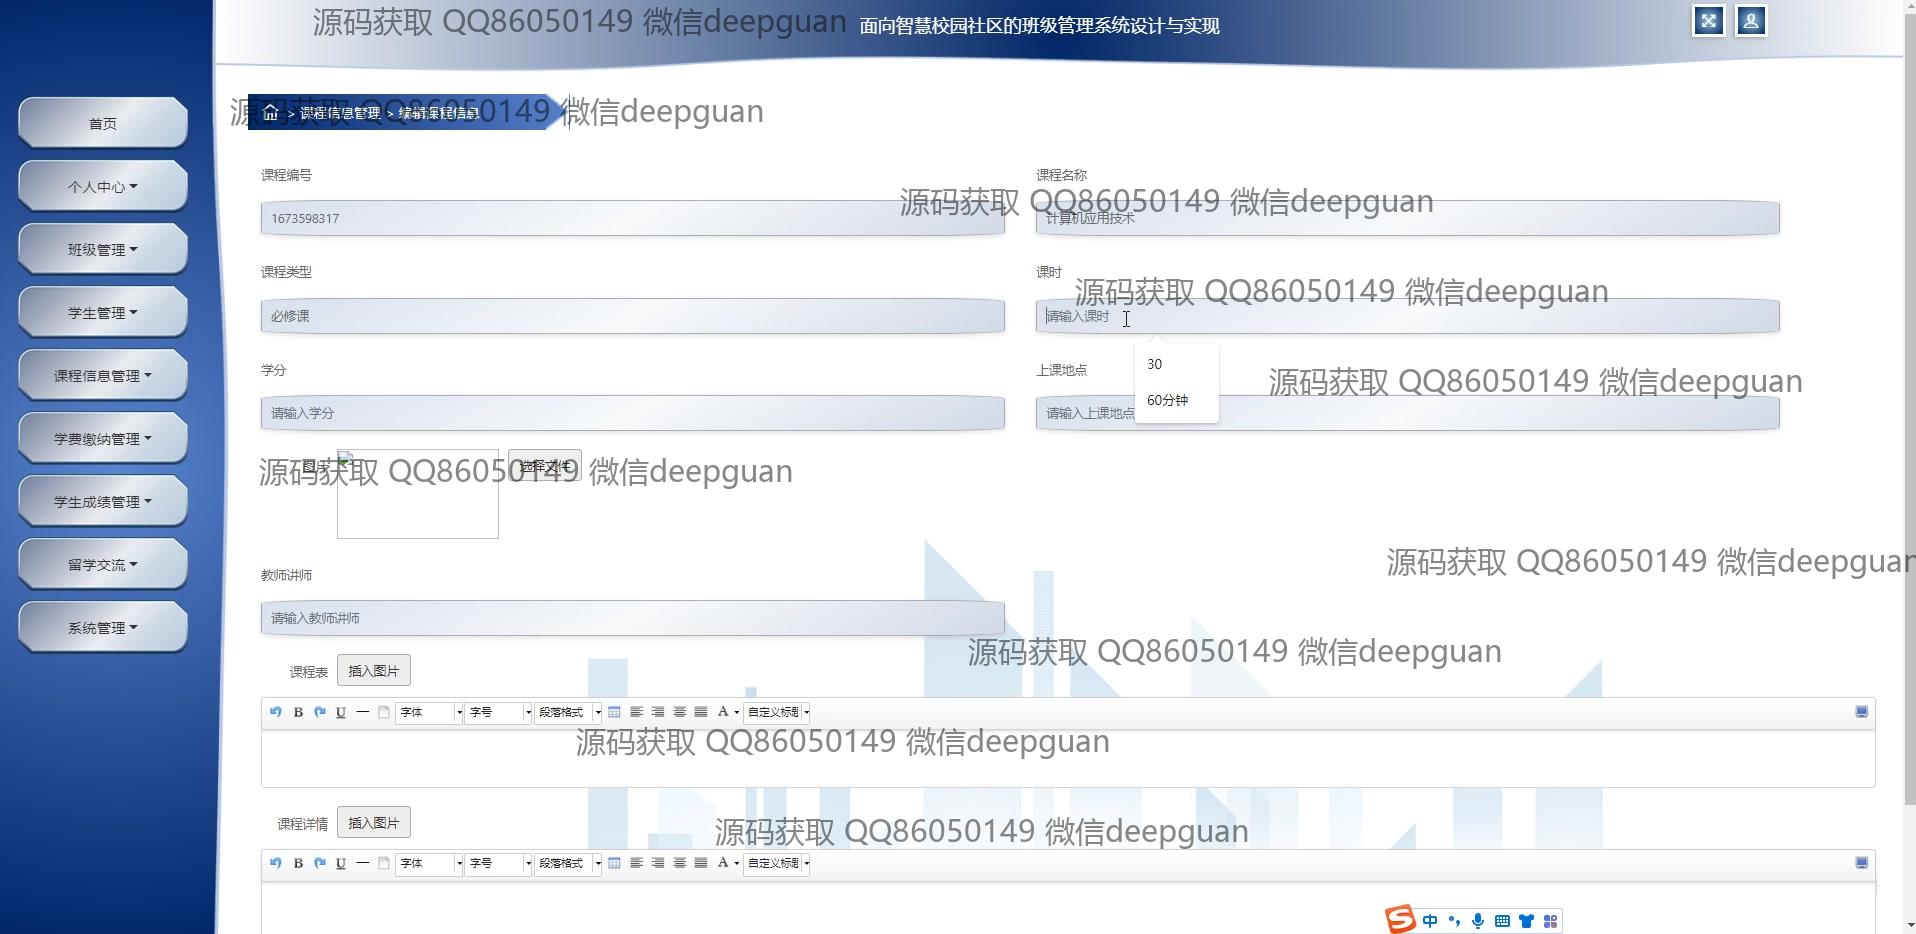 源码获取 QQ86050149 微信deepguan
面向智慧校园社区的班级管理系统设计与实现
源码获取 QQ86050149 微信deepguan
> 课程信息管理 > 编辑课程信息
首页
个人中心
班级管理
学生管理
课程信息管理
学费缴纳管理
学生成绩管理
留学交流
系统管理
课程编号
1673598317
课程名称
源码获取 QQ86050149 微信deepguan
计算机应用技术
课程类型
必修课
课时
源码获取 QQ86050149 微信deepguan
请输入课时
30
60分钟
学分
请输入学分
上课地点
源码获取 QQ86050149 微信deepguan
请输入上课地点
图片
选择文件
源码获取 QQ86050149 微信deepguan
源码获取 QQ86050149 微信deepguan
教师讲师
请输入教师讲师
源码获取 QQ86050149 微信deepguan
课程表 插入图片
B U 字体 字号 段落格式 A 自定义标题
源码获取 QQ86050149 微信deepguan
课程详情 插入图片
源码获取 QQ86050149 微信deepguan
B U 字体 字号 段落格式 A 自定义标题
S 中